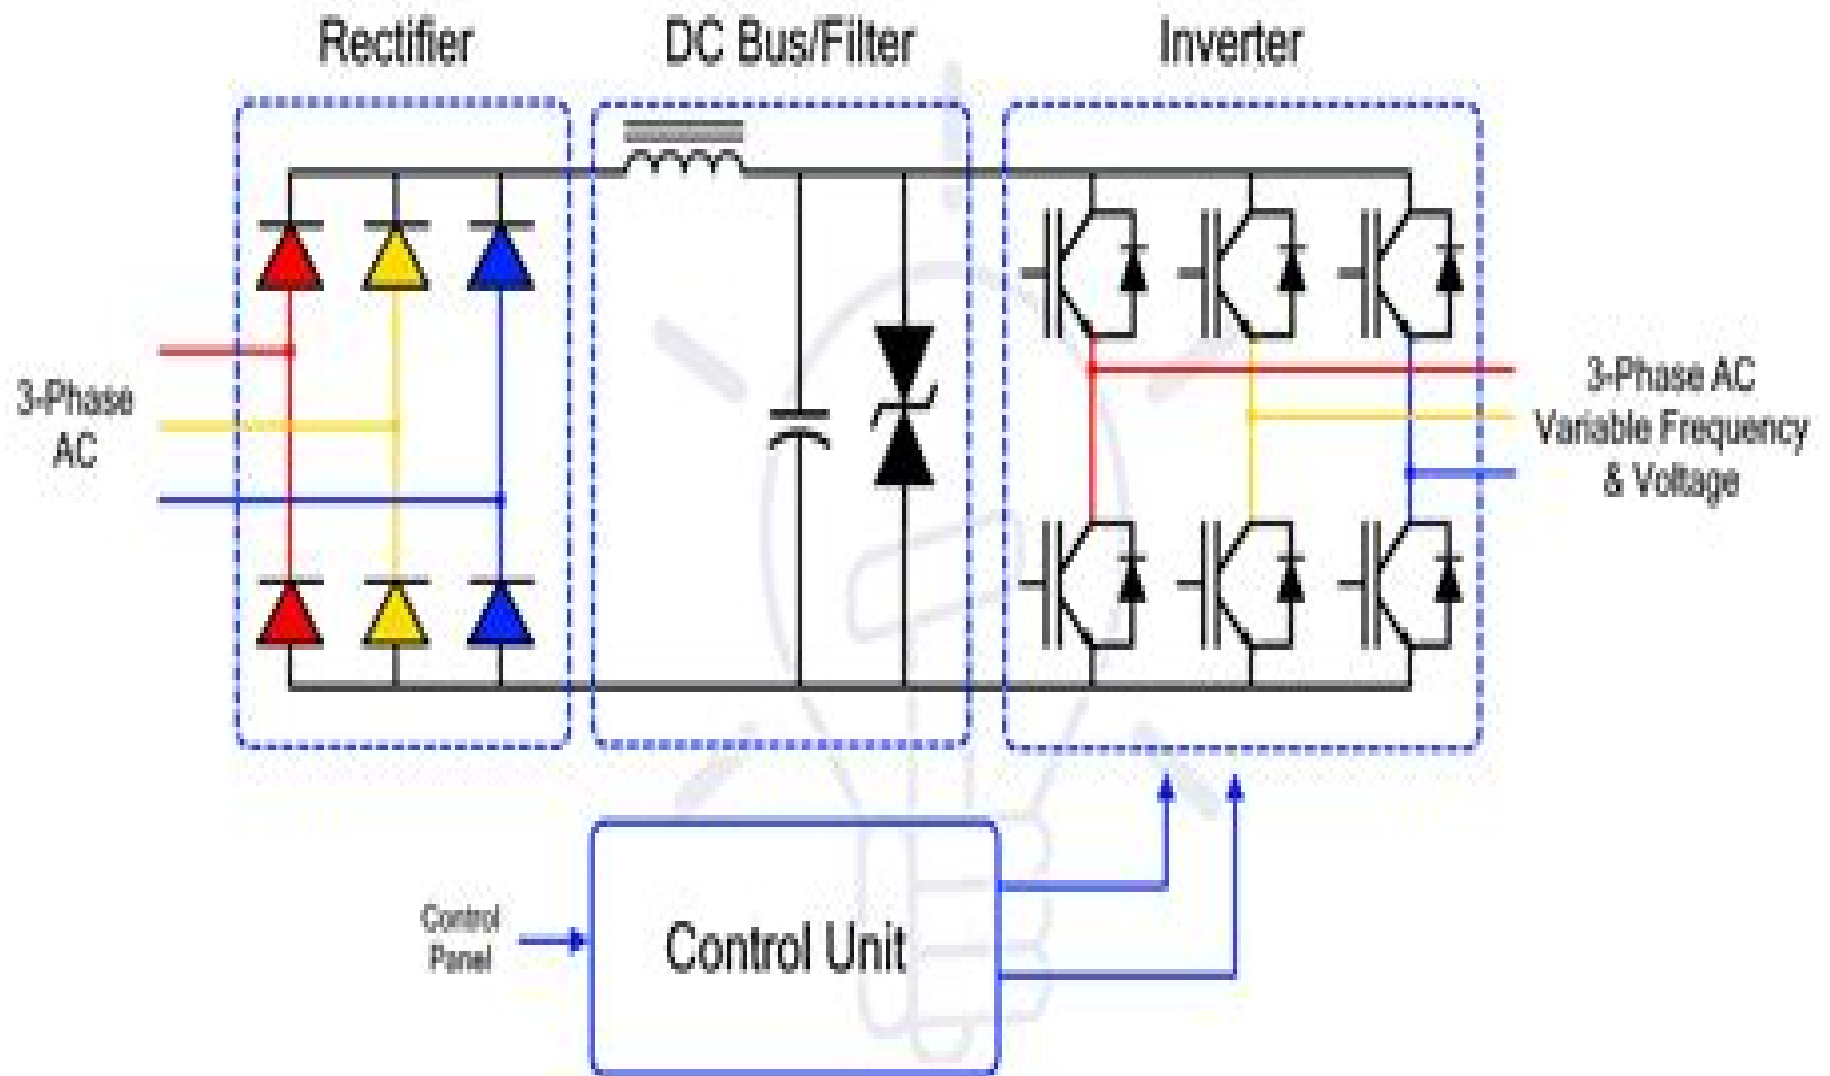 Rectifier
DC Bus/Filter
Inverter
3-Phase
AC
3-Phase AC
Variable Frequency
& Voltage
Control
Panel
Control Unit